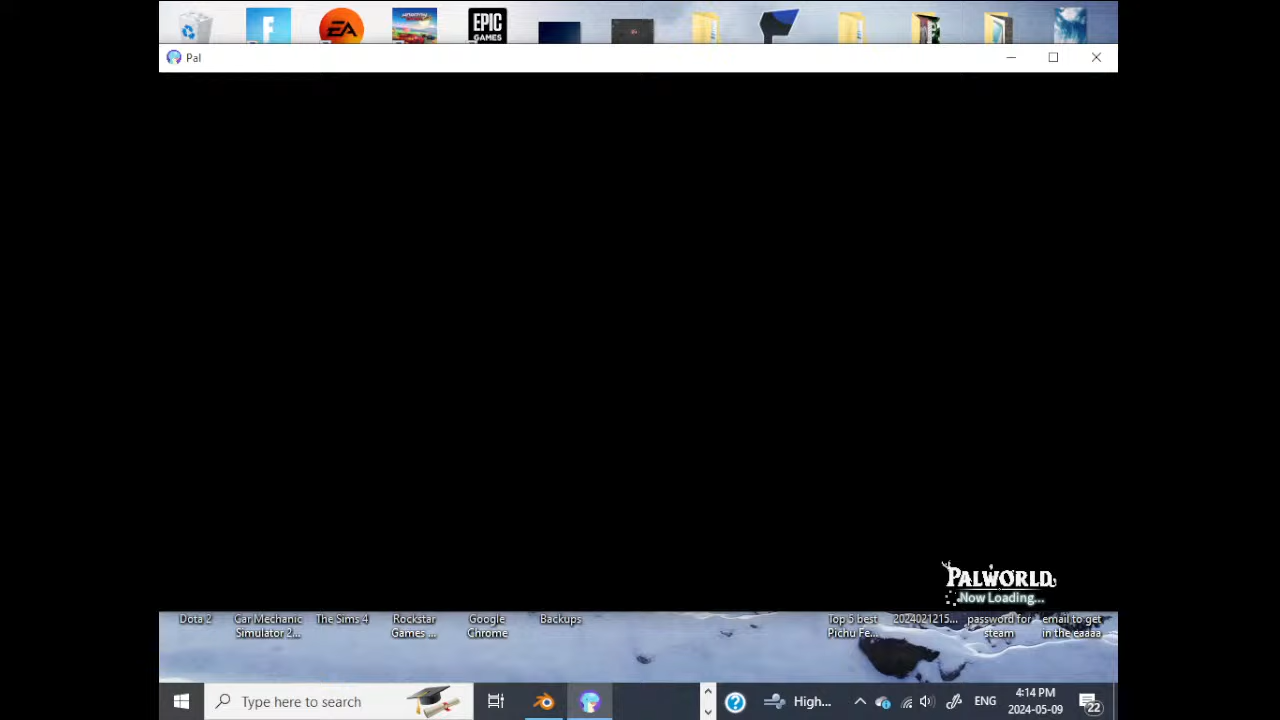 EPIC
GAMES
Pal
PALWORLD
Now Loading...
Dota 2
Car Mechanic
Simulator 2...
The Sims 4
Rockstar
Games ...
Google
Chrome
Backups
Top 5 best
Pichu Fe...
2024021215...
password for
steam
email to get
in the eaaaa
Type here to search
High...
ENG
4:14 PM
2024-05-09
22